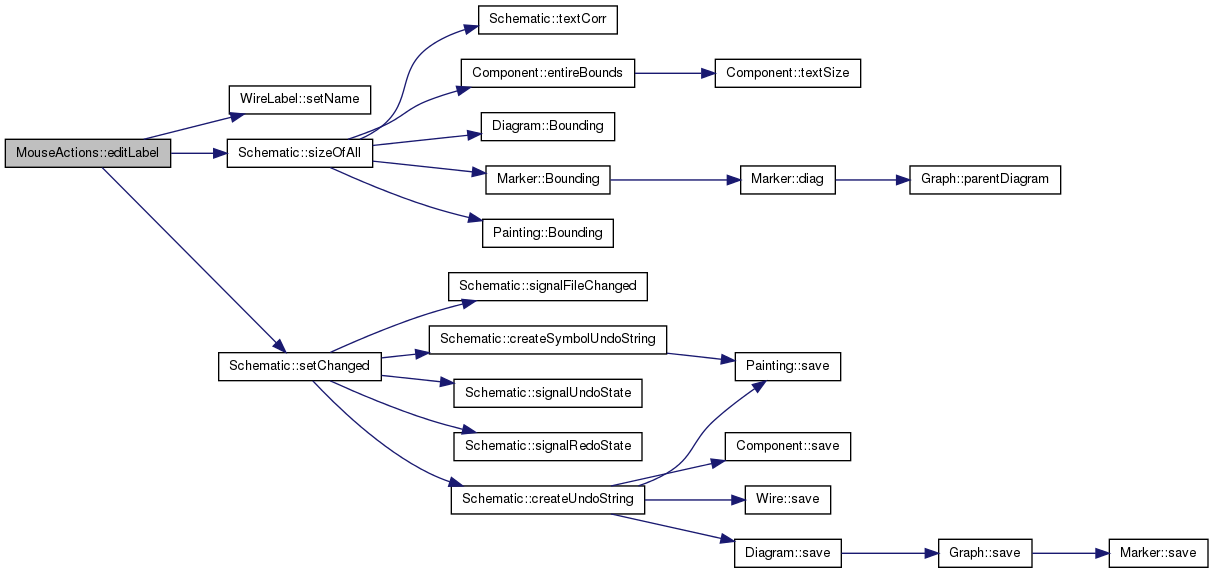 Schematic::textCorr
Component::entireBounds
Component::textSize
WireLabel::setName
Diagram::Bounding
MouseActions::editLabel
Schematic::sizeOfAll
Marker::Bounding
Marker::diag
Graph::parentDiagram
Painting::Bounding
Schematic::signalFileChanged
Schematic::createSymbolUndoString
Schematic::setChanged
Painting::save
Schematic::signalUndoState
Schematic::signalRedoState
Component::save
Schematic::createUndoString
Wire::save
Diagram::save
Graph::save
Marker::save